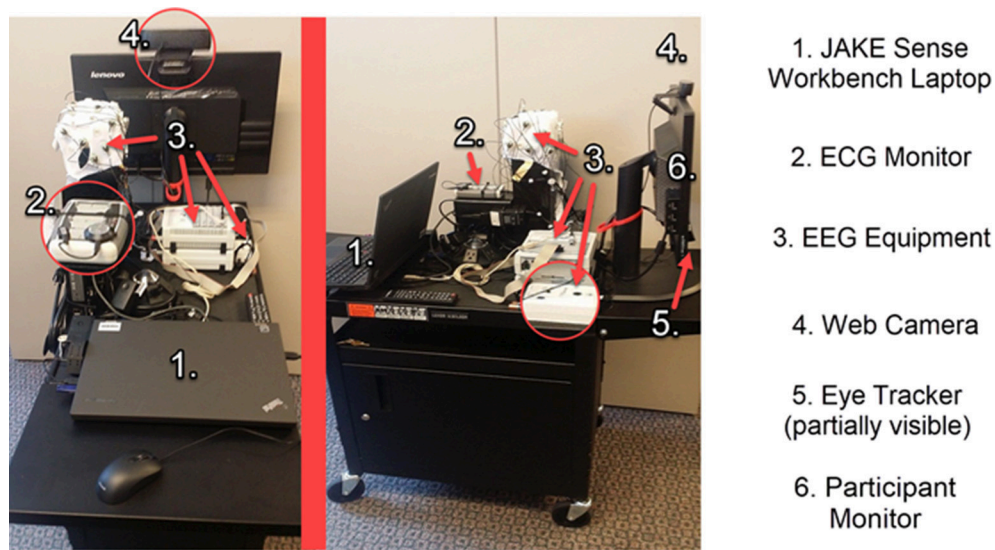 4.
lenovo
3.
2.
1.
4.
2.
3.
6.
1.
5.
1. JAKE Sense
Workbench Laptop
2. ECG Monitor
3. EEG Equipment
4. Web Camera
5. Eye Tracker
(partially visible)
6. Participant
Monitor